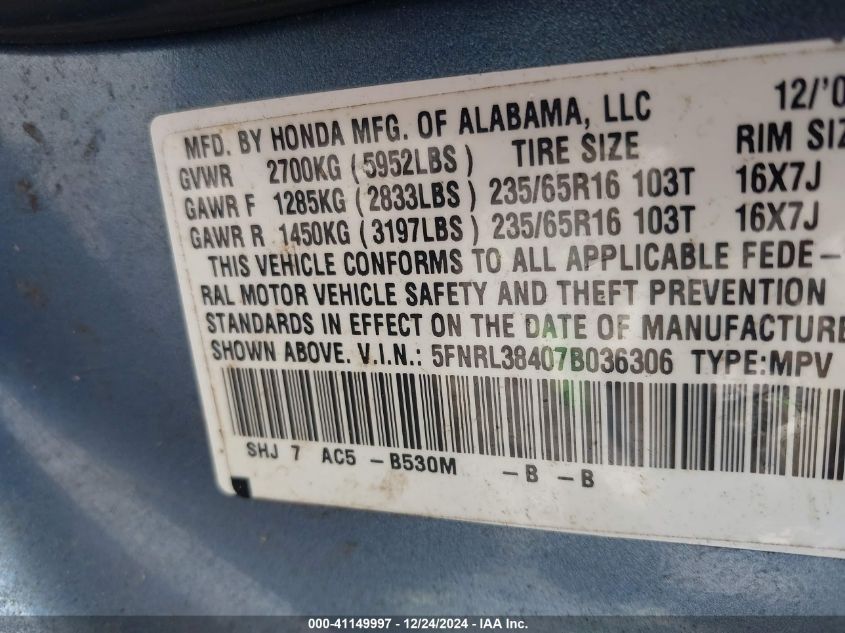 MFD. BY HONDA MFG. OF ALABAMA, LLC 12/'0
GVWR 2700KG (5952LBS) TIRE SIZE RIM SIZ
GAWR F 1285KG (2833LBS) 235/65R16 103T 16X7J
GAWR R 1450KG (3197LBS) 235/65R16 103T 16X7J
THIS VEHICLE CONFORMS TO ALL APPLICABLE FEDE-
RAL MOTOR VEHICLE SAFETY AND THEFT PREVENTION
STANDARDS IN EFFECT ON THE DATE OF MANUFACTURE
SHOWN ABOVE. V.I.N.: 5FNRL38407B036306 TYPE:MPV
SHJ 7 AC5 -B530M -B -B
000-41149997 - 12/24/2024 - IAA Inc.